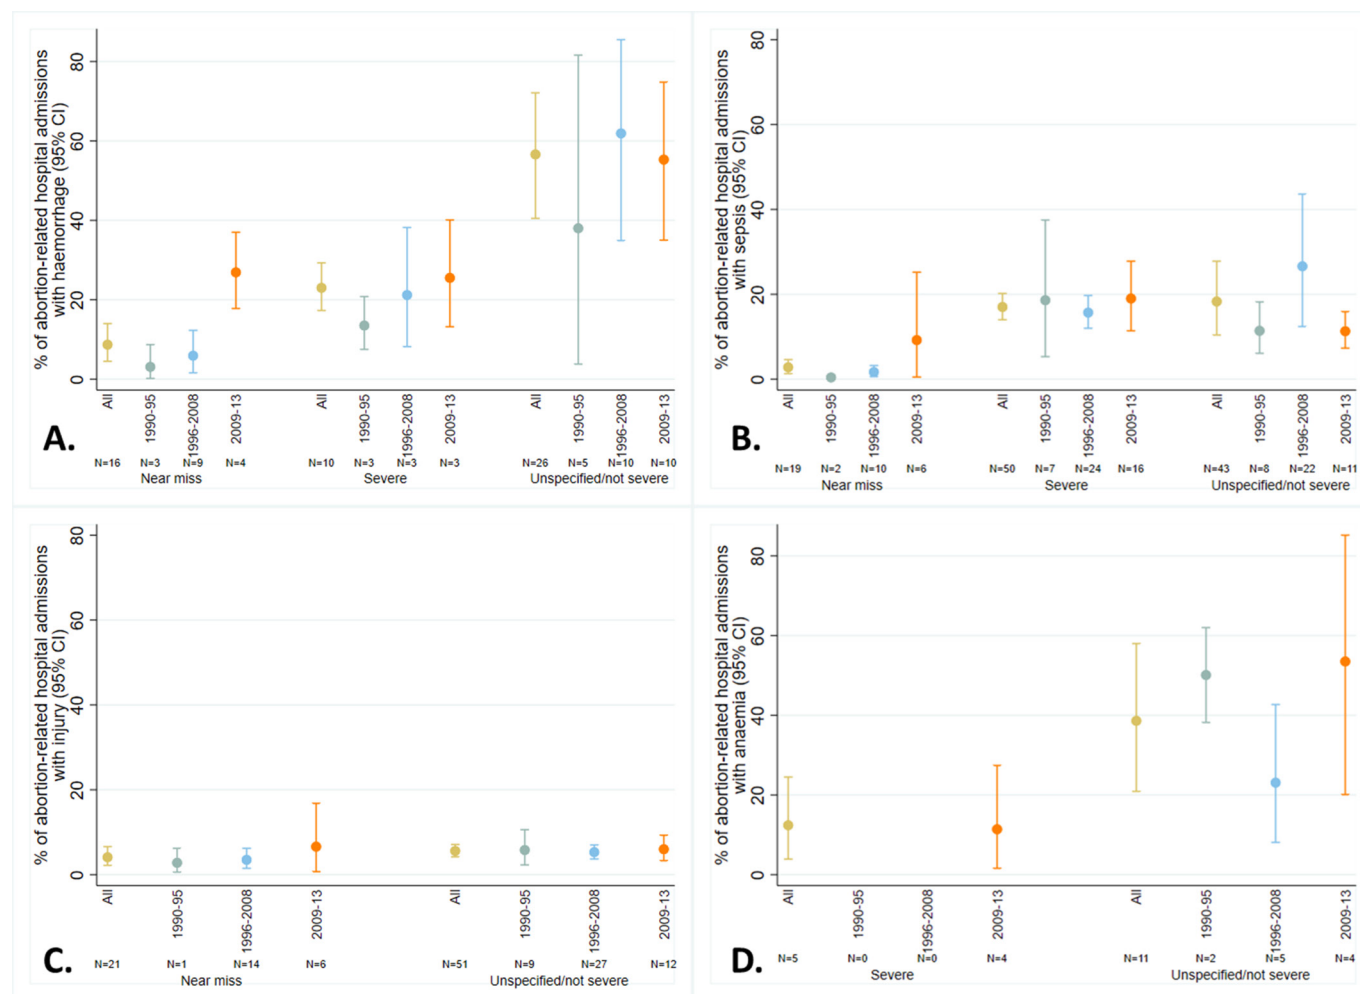 % of abortion-related hospital admissions
with haemorrhage (95% CI)
80
60
40
20
0
All
1990-95
1996-2008
2009-13
All
1990-95
1996-2008
2009-13
All
1990-95
1996-2008
2009-13
A.
N=16 N=3 N=9 N=4 N=10 N=3 N=3 N=3 N=26 N=5 N=10 N=10
Near miss Severe Unspecified/not severe
% of abortion-related hospital admissions
with sepsis (95% CI)
80
60
40
20
0
All
1990-95
1996-2008
2009-13
All
1990-95
1996-2008
2009-13
All
1990-95
1996-2008
2009-13
B.
N=19 N=2 N=10 N=6 N=50 N=7 N=24 N=16 N=43 N=8 N=22 N=11
Near miss Severe Unspecified/not severe
% of abortion-related hospital admissions
with injury (95% CI)
80
60
40
20
0
All
1990-95
1996-2008
2009-13
All
1990-95
1996-2008
2009-13
C.
N=21 N=1 N=14 N=6 N=51 N=9 N=27 N=12
Near miss Unspecified/not severe
% of abortion-related hospital admissions
with anaemia (95% CI)
80
60
40
20
0
All
1990-95
1996-2008
2009-13
All
1990-95
1996-2008
2009-13
D.
N=5 N=0 N=0 N=4 N=11 N=2 N=5 N=4
Severe Unspecified/not severe